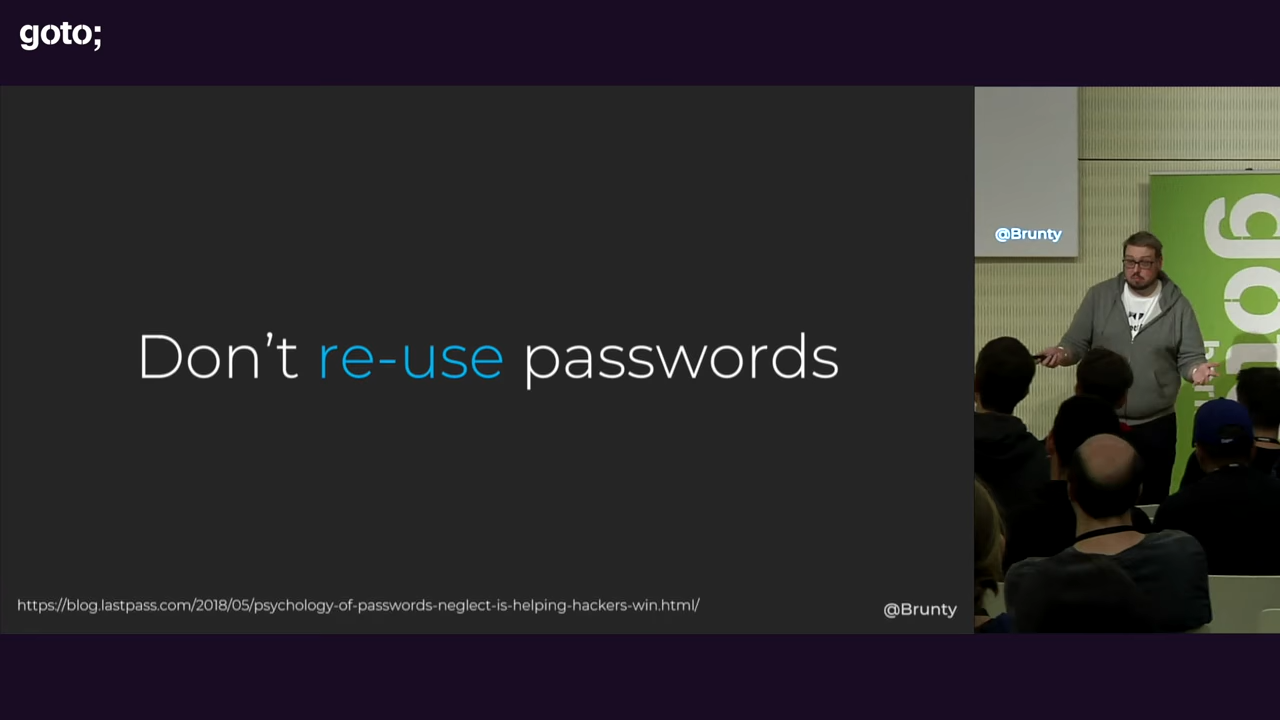 goto;
Don't re-use passwords
https://blog.lastpass.com/2018/05/psychology-of-passwords-neglect-is-helping-hackers-win.html/
@Brunty
@Brunty
goto